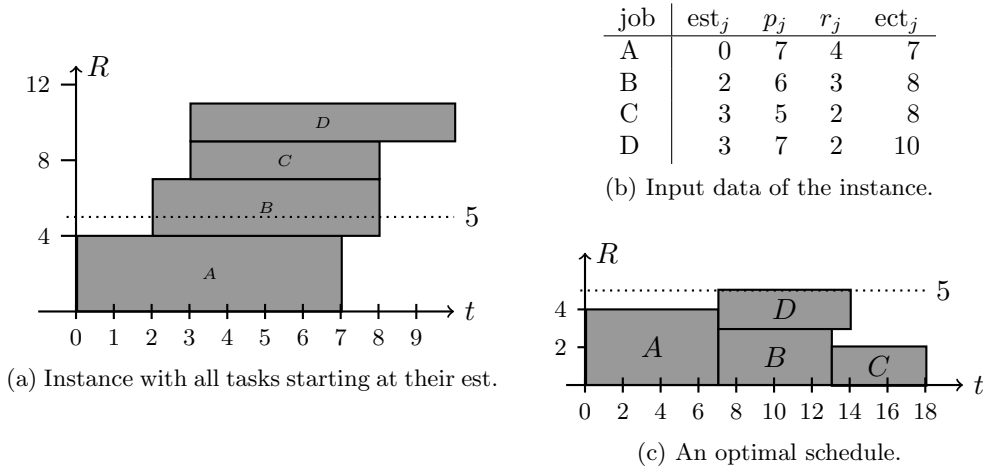 R
12
8
4
D
C
B
A
5
t
0 1 2 3 4 5 6 7 8 9
(a) Instance with all tasks starting at their est.
job est_j p_j r_j ect_j
A 0 7 4 7
B 2 6 3 8
C 3 5 2 8
D 3 7 2 10
(b) Input data of the instance.
R
4
2
5
D
A B C
t
0 2 4 6 8 10 12 14 16 18
(c) An optimal schedule.